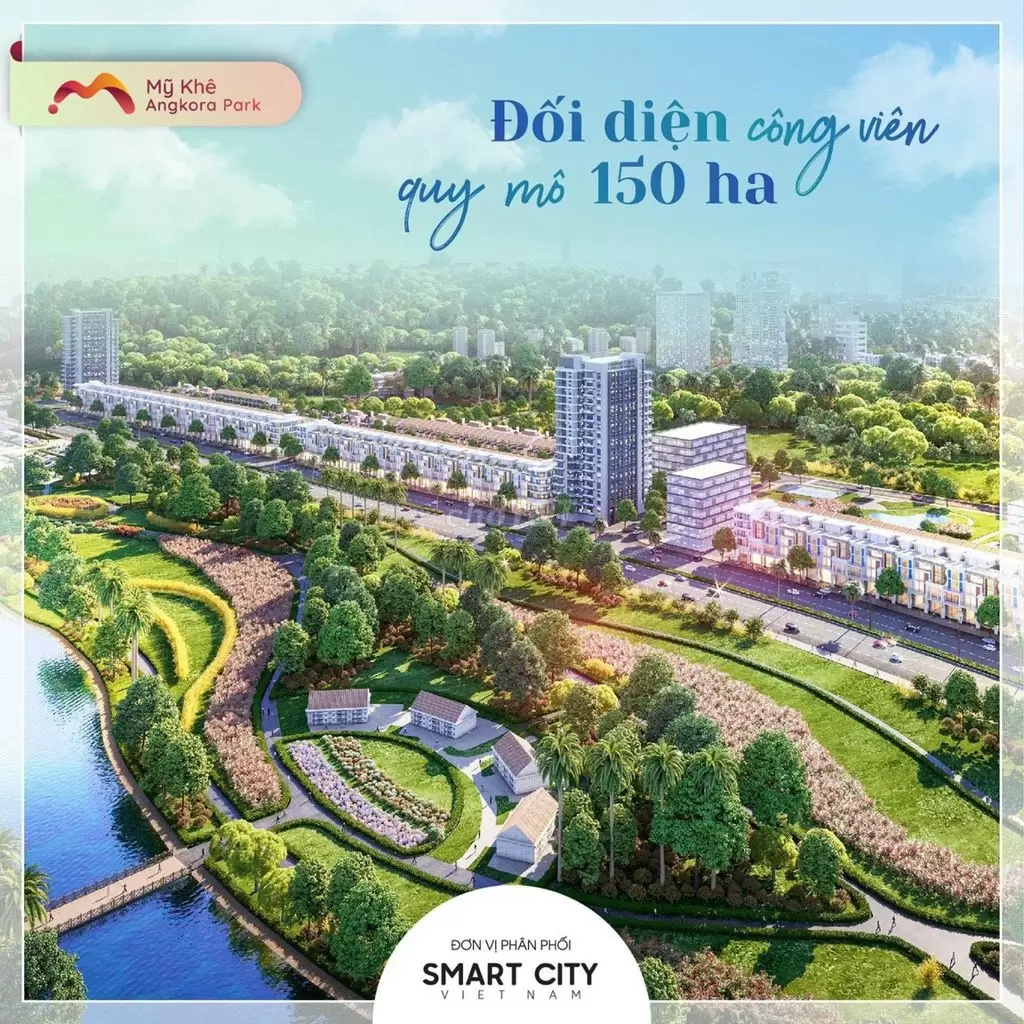 Mỹ Khê
Angkora Park
Đối diện công viên
quy mô 150 ha
ĐƠN VỊ PHÂN PHỐI
SMART CITY
VIET NAM